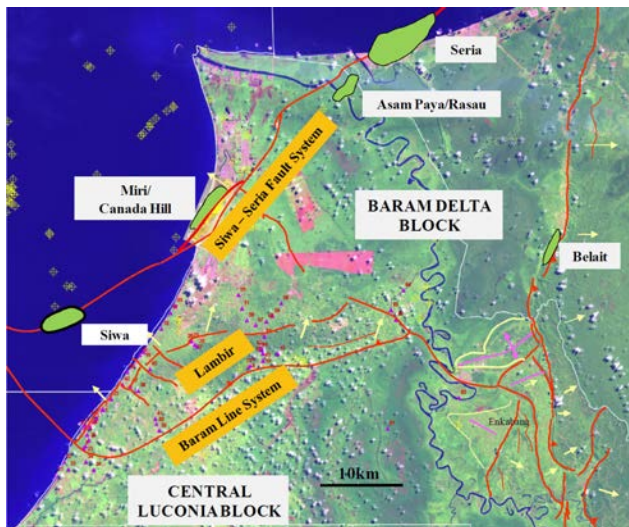 Seria
Asam Paya/Rasau
Siwa – Seria Fault System
Miri/
Canada Hill
BARAM DELTA
BLOCK
Belait
Siwa
Lambir
Baram Line System
Enkabang
10km
CENTRAL
LUCONIA BLOCK